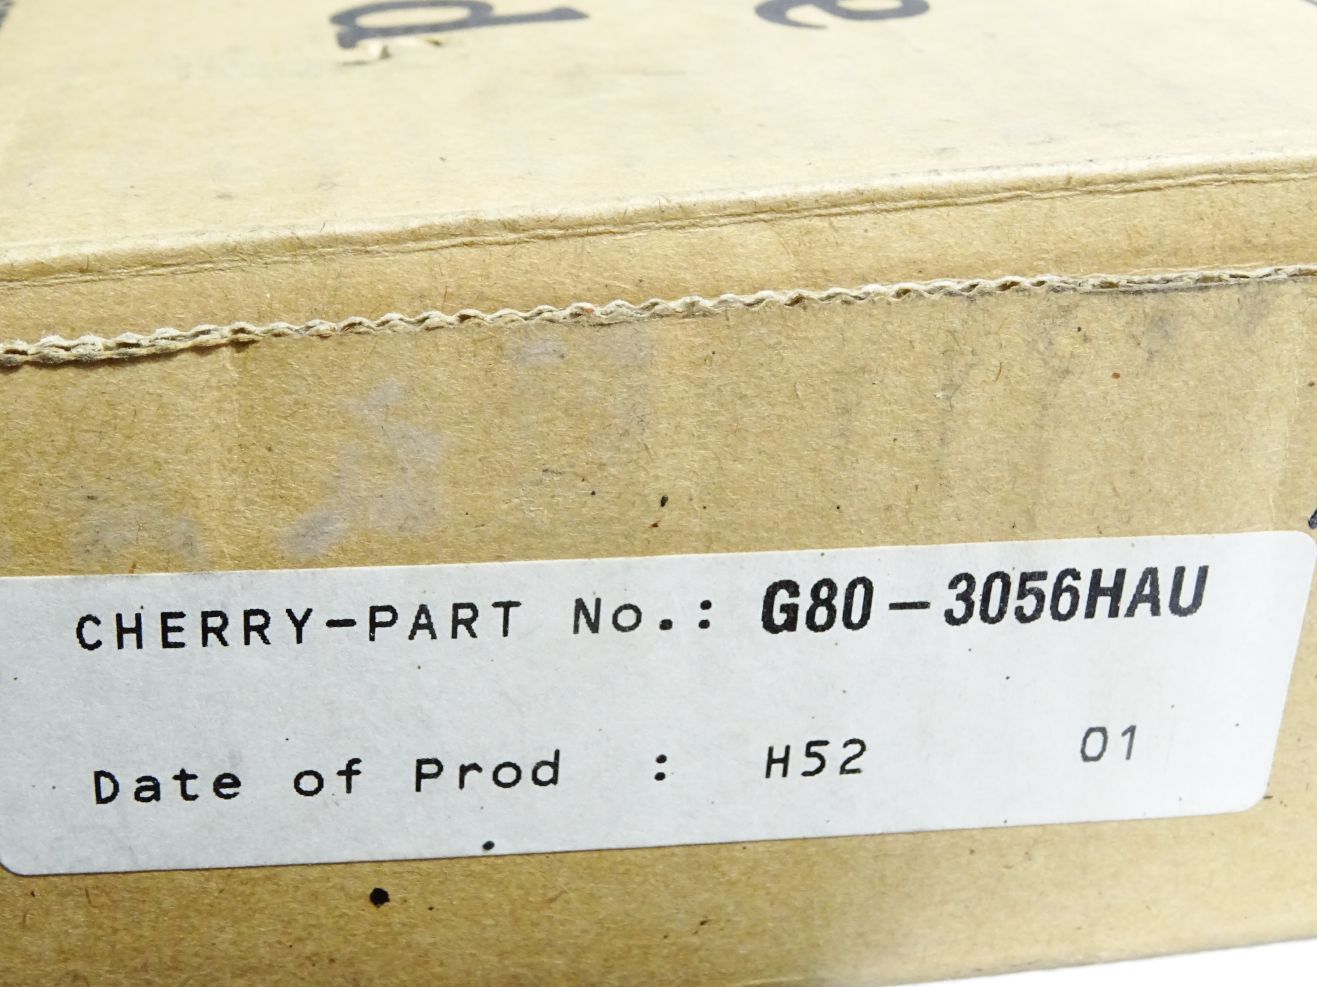 d e
CHERRY-PART No.: G80-3056HAU
Date of Prod : H52 01